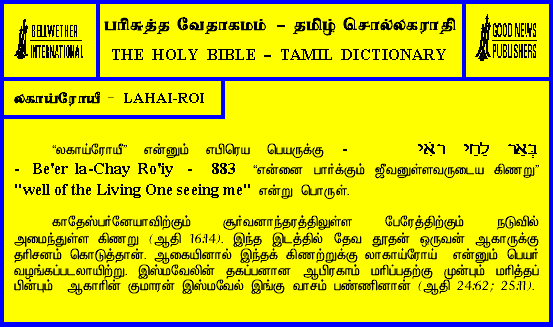 BELLWETHER
INTERNATIONAL
பரிசுத்த வேதாகமம் – தமிழ் சொல்லகராதி
THE HOLY BIBLE – TAMIL DICTIONARY
GOOD NEWS
PUBLISHERS
லகாய்ரோயீ – LAHAI-ROI
“லகாய்ரோயீ” என்னும் எபிரெய பெயருக்கு - בְּאֵר לַחַי רֹאִי
- Be'er la-Chay Ro'iy - 883 “என்னை பார்க்கும் ஜீவனுள்ளவருடைய கிணறு”
"well of the Living One seeing me" என்று பொருள்.
காதேஸ்பர்னேயாவிற்கும் சூர்வனாந்தரத்திலுள்ள பேரேத்திற்கும் நடுவில்
அமைந்துள்ள கிணறு (ஆதி 16:14). இந்த இடத்தில் தேவ தூதன் ஒருவன் ஆகாருக்கு
தரிசனம் கொடுத்தான். ஆகையினால் இந்தக் கிணற்றுக்கு லாகாய்ரோய் என்னும் பெயர்
வழங்கப்படலாயிற்று. இஸ்மவேலின் தகப்பனான ஆபிரகாம் மரிப்பதற்கு முன்பும் மரித்தப்
பின்பும் ஆகாரின் குமாரன் இஸ்மவேல் இங்கு வாசம் பண்ணினான் (ஆதி 24:62; 25:11).